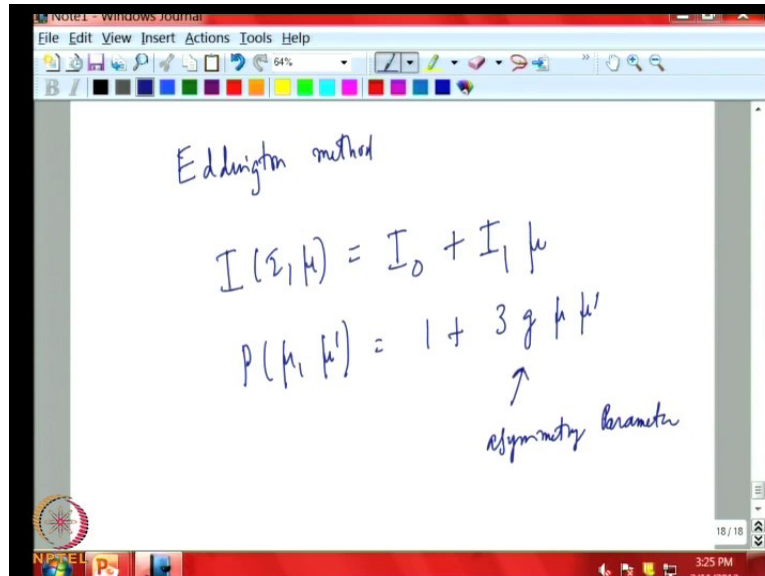 Note1 - Windows Journal
File Edit View Insert Actions Tools Help
64%
B I
Eddington method
I(τ, μ) = I₀ + I₁ μ
P(μ, μ') = 1 + 3 g μ μ'
asymmetry Parameter
18 / 18
NPTEL
3:25 PM